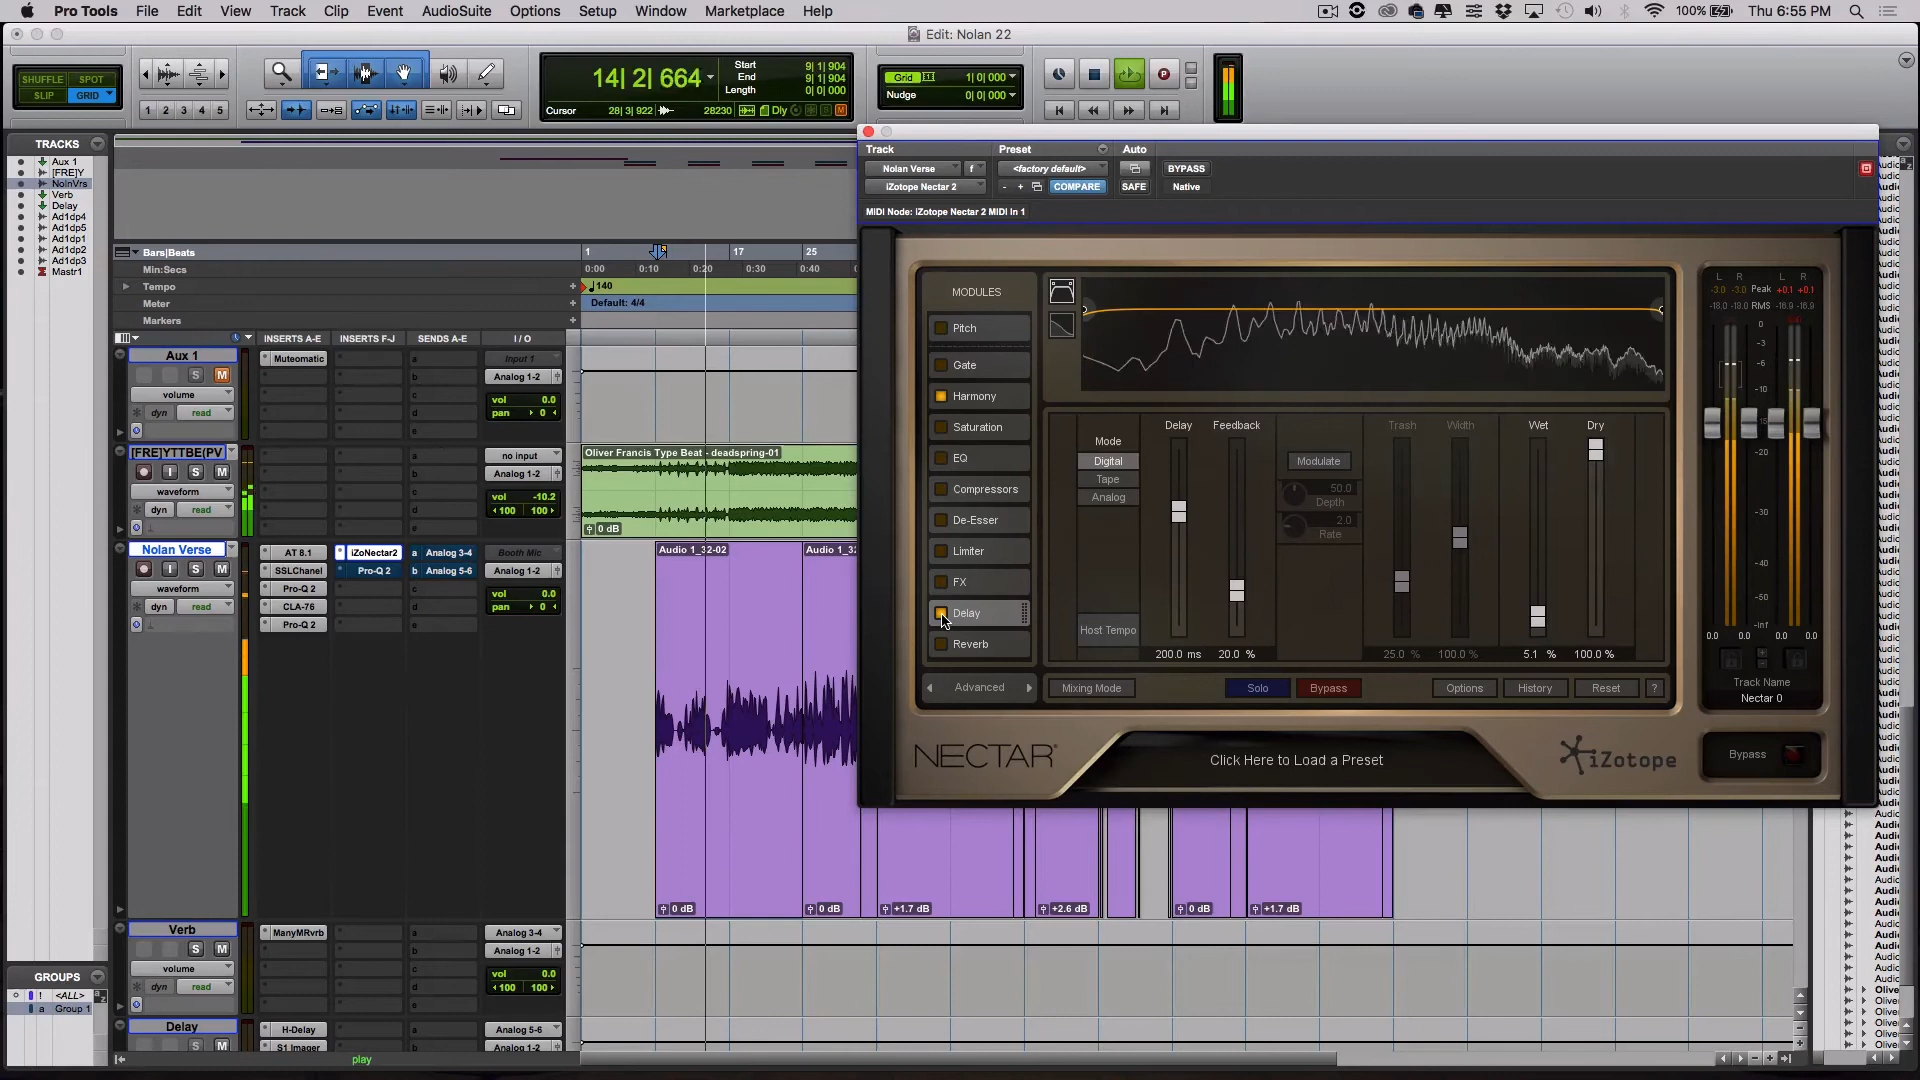 Pro Tools File Edit View Track Clip Event AudioSuite Options Setup Window Marketplace Help 100% Thu 6:55 PM
Edit: Nolan 22
SHUFFLE SPOT
SLIP GRID
1 2 3 4 5
14| 2| 664
Start 9| 1| 904
End 9| 1| 904
Length 0| 0| 000
Cursor 28| 3| 922 28230 Dly
Grid 1| 0| 000
Nudge 0| 0| 000
TRACKS
Aux 1
[FRE]Y
NolnVrs
Verb
Delay
Ad1dp4
Ad1dp5
Ad1dp1
Ad1dp2
Ad1dp3
Mastr1
GROUPS
! <ALL>
a Group 1
Bars|Beats 1 17 25
Min:Secs 0:00 0:10 0:20 0:30 0:40
Tempo 140
Meter Default: 4/4
Markers
INSERTS A-E INSERTS F-J SENDS A-E I / O
Aux 1
S M
volume
dyn read
Muteomatic
a
b
c
d
e
Input 1
Analog 1-2
vol 0.0
pan 0
[FRE]YTTBE(PV
I S M
waveform
dyn read
a
b
c
d
e
no input
Analog 1-2
vol -10.2
100 100
Oliver Francis Type Beat - deadspring-01
0 dB
Nolan Verse
I S M
waveform
dyn read
AT 8.1
SSLChanel
Pro-Q 2
CLA-76
Pro-Q 2
iZoNectar2
Pro-Q 2
a Analog 3-4
b Analog 5-6
c
d
e
Booth Mic
Analog 1-2
vol 0.0
pan 0
Audio 1_32-02
Audio 1_32
0 dB 0 dB +1.7 dB +2.6 dB 0 dB +1.7 dB
Verb
S M
volume
dyn read
ManyMRvrb
a
b
c
d
e
Analog 3-4
Analog 1-2
vol 0.0
100 100
Delay
S M
H-Delay
S1 Imager
a
b
Analog 5-6
Analog 1-2
play
Track Preset Auto
Nolan Verse f <factory default> BYPASS
iZotope Nectar 2 - + COMPARE SAFE Native
MIDI Node: iZotope Nectar 2 MIDI In 1
MODULES
Pitch
Gate
Harmony
Saturation
EQ
Compressors
De-Esser
Limiter
FX
Delay
Reverb
Advanced
Mode
Digital
Tape
Analog
Host Tempo
Delay Feedback
200.0 ms 20.0 %
Modulate
50.0
Depth
2.0
Rate
Trash Width
25.0 % 100.0 %
Wet Dry
5.1 % 100.0 %
Mixing Mode Solo Bypass Options History Reset ?
NECTAR
Click Here to Load a Preset
iZotope
L R L R
-3.0 -3.0 Peak +0.1 +0.1
-18.0 -18.0 RMS -16.9 -16.9
0
-3
-6
-10
-15
-20
-30
-40
-50
-Inf
0.0 0.0 0.0 0.0
Track Name
Nectar 0
Bypass